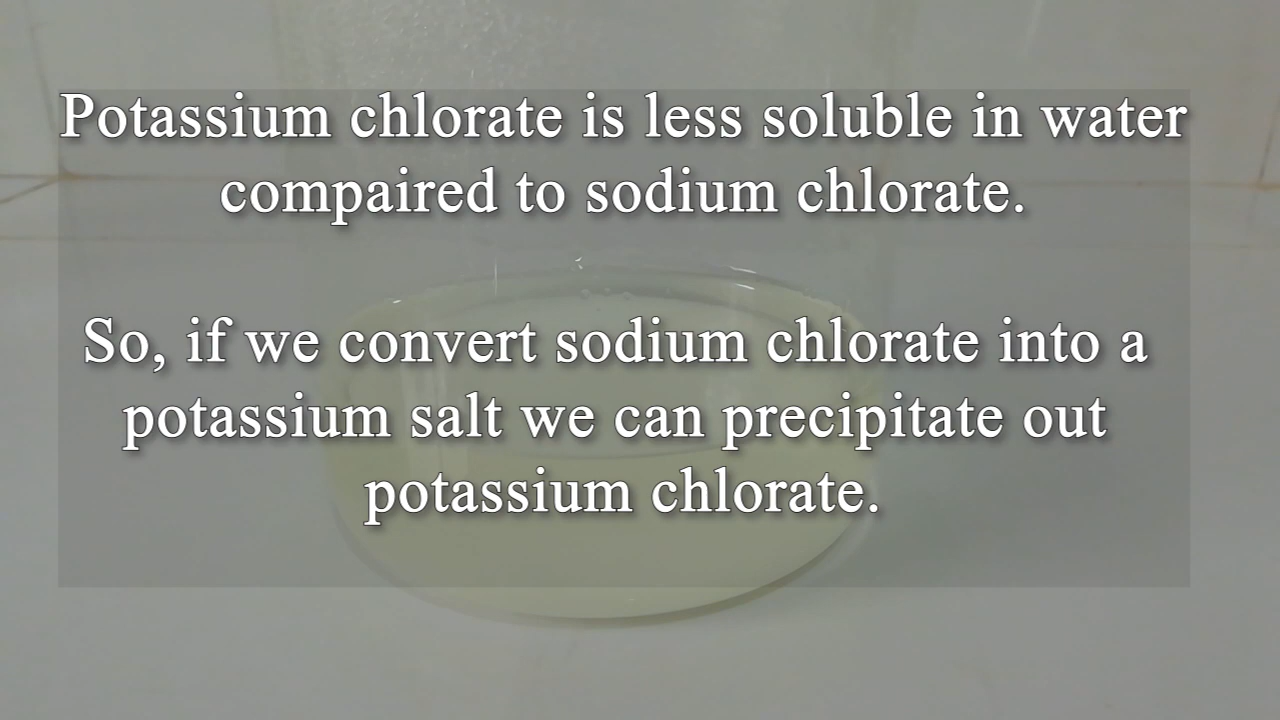 Potassium chlorate is less soluble in water
compaired to sodium chlorate.
So, if we convert sodium chlorate into a
potassium salt we can precipitate out
potassium chlorate.